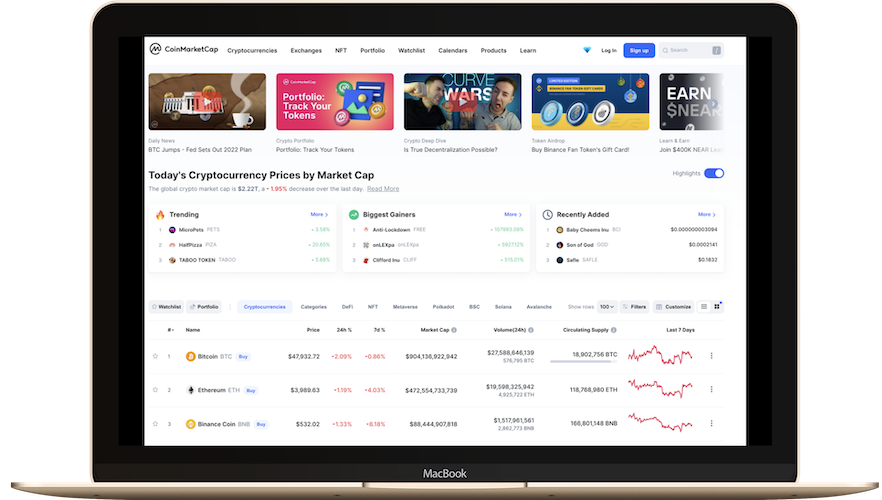 CoinMarketCap Cryptocurrencies Exchanges NFT Portfolio Watchlist Calendars Products Learn Log In Sign up Search /
CoinMarketCap
Portfolio:
Track Your
Tokens
CURVE
WARS
LIMITED EDITION
BINANCE FAN TOKEN GIFT CARDS
EARN
$NEAR
Daily News Crypto Portfolio Crypto Deep Dive Token Airdrop Learn & Earn
BTC Jumps - Fed Sets Out 2022 Plan Portfolio: Track Your Tokens Is True Decentralization Possible? Buy Binance Fan Token's Gift Card! Join $400K NEAR
Today's Cryptocurrency Prices by Market Cap Highlights
The global crypto market cap is $2.22T, a 1.95% decrease over the last day. Read More
Trending More Biggest Gainers More Recently Added More
1 MicroPets PETS 3.58% 1 Anti-Lockdown FREE 1 Baby Cheems Inu BCI $0.000000003094
2 HalfPizza PIZA 20.65% 2 onLEXpa onLEXpa 5927.12% 2 Son of God GOD $0.0002141
3 TABOO TOKEN TABOO 5.88% 3 Clifford Inu CLIFF 515.01% 3 Safle SAFLE $0.1832
Watchlist Portfolio Cryptocurrencies Categories DeFi NFT Metaverse Polkadot BSC Solana Avalanche Show rows 100 Filters Customize
# Name Price 24h % 7d % Market Cap Volume(24h) Circulating Supply Last 7 Days
1 Bitcoin BTC Buy $47,932.72 2.09% 0.86% $904,136,922,942 $27,588,646,139 18,902,756 BTC
576,795 BTC
2 Ethereum ETH Buy $3,989.63 1.19% 4.03% $472,554,733,739 $19,598,325,942 118,768,980 ETH
4,925,722 ETH
3 Binance Coin BNB Buy $532.02 1.33% 8.18% $88,444,907,818 $1,517,961,561 166,801,148 BNB
2,862,773 BNB
MacBook